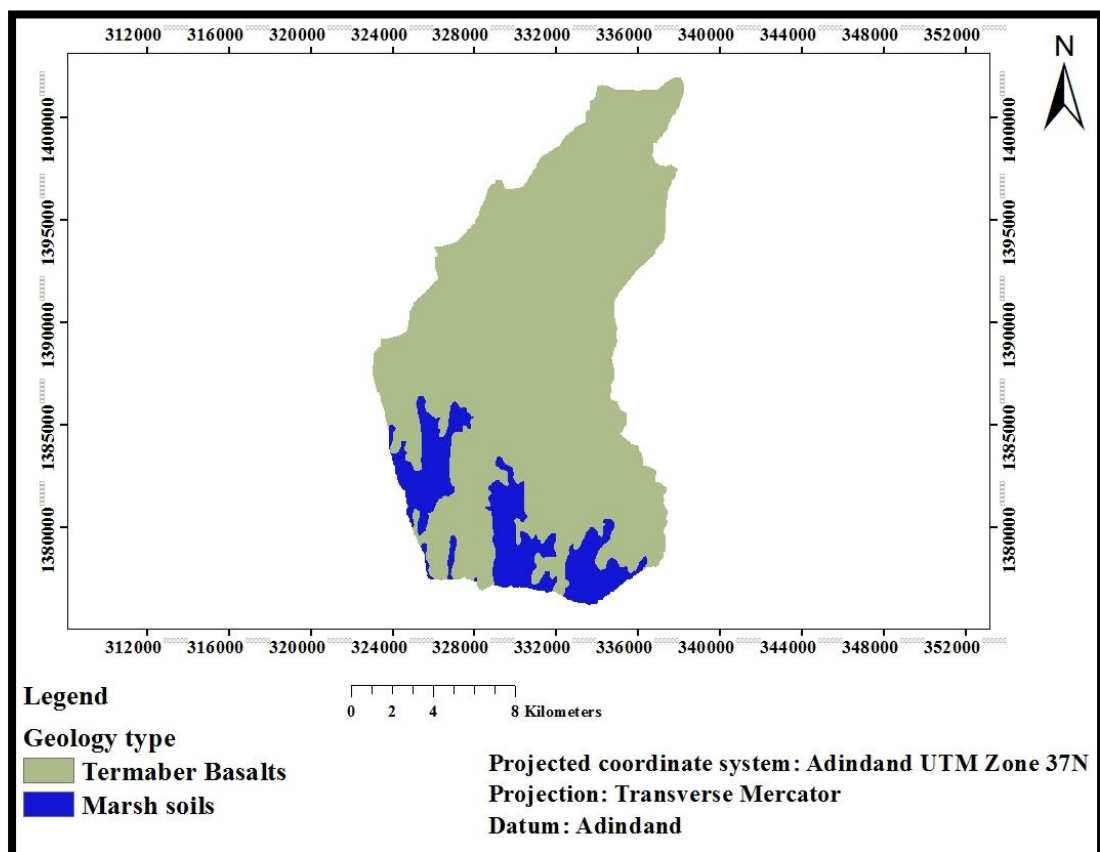 312000 316000 320000 324000 328000 332000 336000 340000 344000 348000 352000
N
1400000 1400000
1395000 1395000
1390000 1390000
1385000 1385000
1380000 1380000
312000 316000 320000 324000 328000 332000 336000 340000 344000 348000 352000
Legend
0 2 4 8 Kilometers
Geology type
Termaber Basalts
Marsh soils
Projected coordinate system: Adindand UTM Zone 37N
Projection: Transverse Mercator
Datum: Adindand